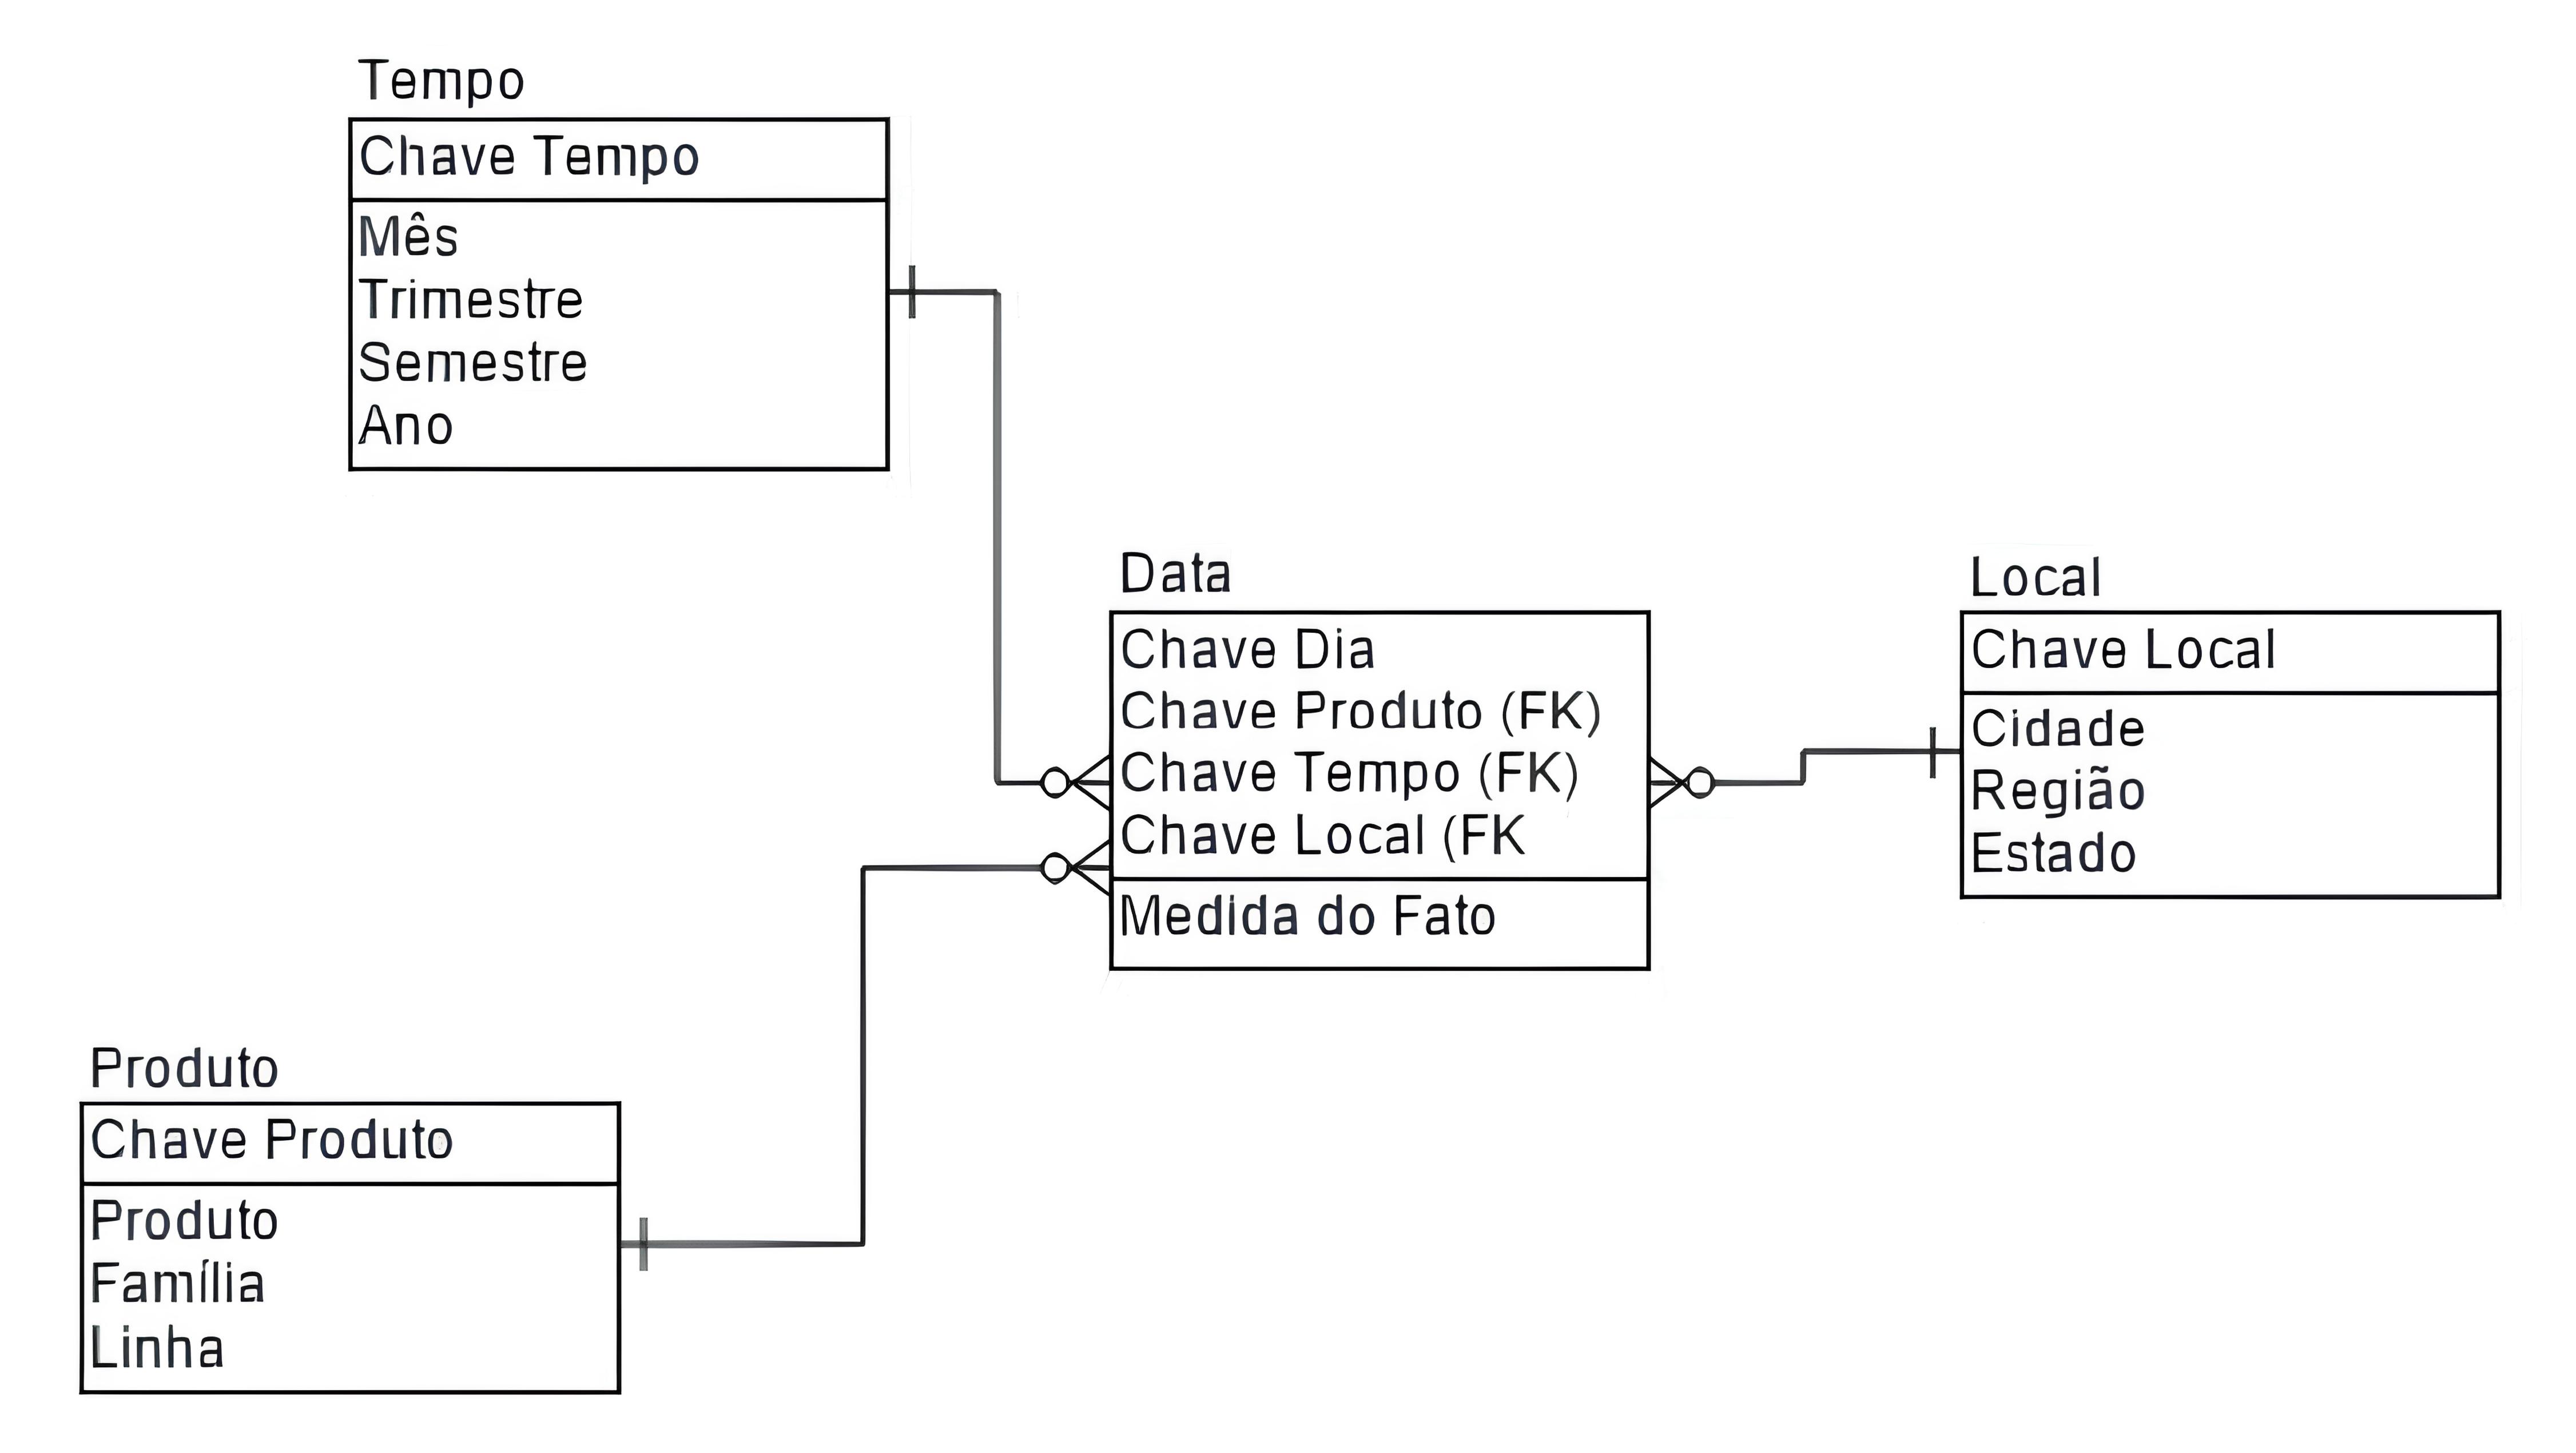 Tempo
Chave Tempo
Mês
Trimestre
Semestre
Ano
Data
Chave Dia
Chave Produto (FK)
Chave Tempo (FK)
Chave Local (FK
Medida do Fato
Local
Chave Local
Cidade
Região
Estado
Produto
Chave Produto
Produto
Família
Linha